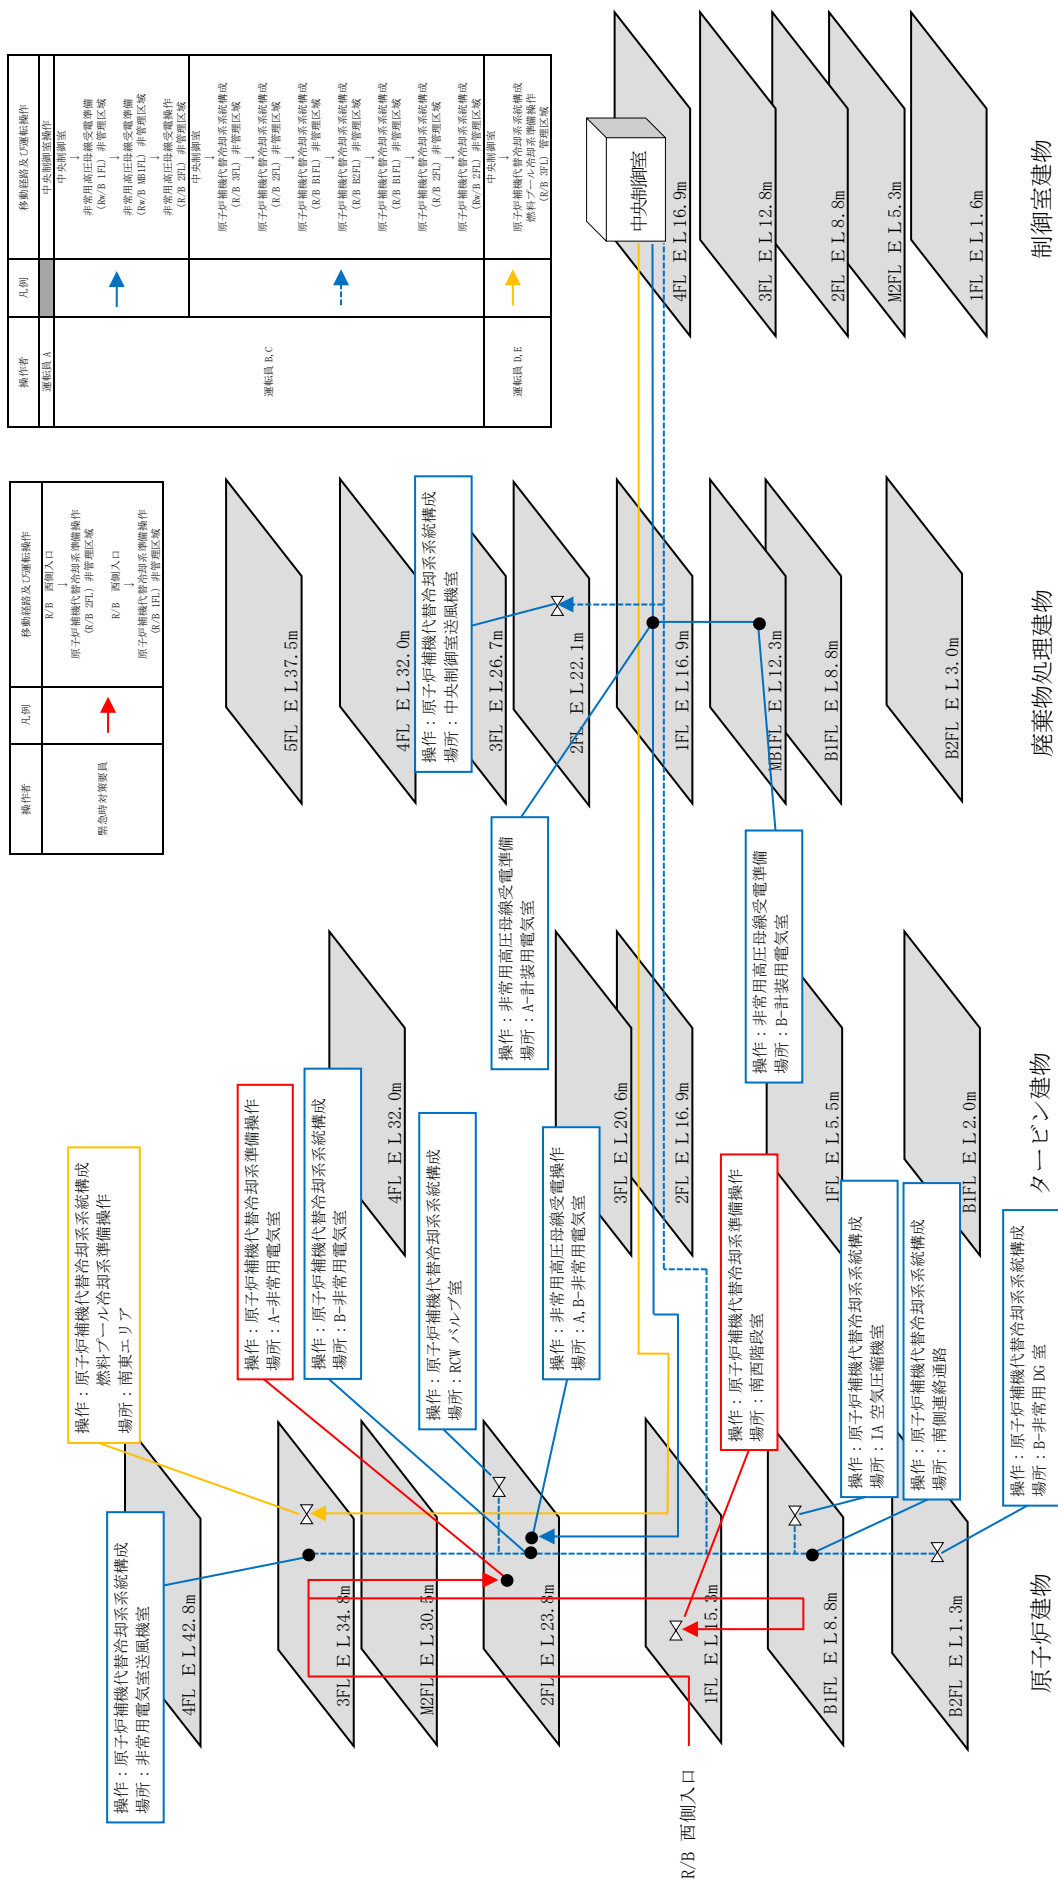 操作者
凡例
移動経路及び運転操作
緊急時対策要員
R/B 西側入口
↓
原子炉補機代替冷却系準備操作
(R/B 2FL) 非管理区域
R/B 西側入口
↓
原子炉補機代替冷却系準備操作
(R/B 1FL) 非管理区域
操作者
凡例
移動経路及び運転操作
運転員 A
中央制御室操作
運転員 B,C
中央制御室
↓
非常用高圧母線受電準備
(Rw/B 1FL) 非管理区域
↓
非常用高圧母線受電準備
(Rw/B MB1FL) 非管理区域
↓
非常用高圧母線受電操作
(R/B 2FL) 非管理区域
中央制御室
↓
原子炉補機代替冷却系系統構成
(R/B 3FL) 非管理区域
↓
原子炉補機代替冷却系系統構成
(R/B 2FL) 非管理区域
↓
原子炉補機代替冷却系系統構成
(R/B B1FL) 非管理区域
↓
原子炉補機代替冷却系系統構成
(R/B B2FL) 非管理区域
↓
原子炉補機代替冷却系系統構成
(R/B B1FL) 非管理区域
↓
原子炉補機代替冷却系系統構成
(R/B 2FL) 非管理区域
↓
原子炉補機代替冷却系系統構成
(Rw/B 2FL) 非管理区域
運転員 D,E
中央制御室
↓
原子炉補機代替冷却系系統構成
燃料プール冷却系準備操作
(R/B 3FL) 管理区域
操作：原子炉補機代替冷却系系統構成
場所：非常用電気室送風機室
操作：原子炉補機代替冷却系系統構成
燃料プール冷却系準備操作
場所：南東エリア
操作：原子炉補機代替冷却系準備操作
場所：A-非常用電気室
操作：原子炉補機代替冷却系系統構成
場所：B-非常用電気室
操作：原子炉補機代替冷却系系統構成
場所：RCW バルブ室
操作：非常用高圧母線受電操作
場所：A,B-非常用電気室
操作：原子炉補機代替冷却系準備操作
場所：南西階段室
操作：原子炉補機代替冷却系系統構成
場所：IA 空気圧縮機室
操作：原子炉補機代替冷却系系統構成
場所：南側連絡通路
操作：原子炉補機代替冷却系系統構成
場所：B-非常用 DG 室
操作：非常用高圧母線受電準備
場所：A-計装用電気室
操作：非常用高圧母線受電準備
場所：B-計装用電気室
操作：原子炉補機代替冷却系系統構成
場所：中央制御室送風機室
4FL ＥＬ42.8m
3FL ＥＬ34.8m
M2FL ＥＬ30.5m
2FL ＥＬ23.8m
1FL ＥＬ15.3m
B1FL ＥＬ8.8m
B2FL ＥＬ1.3m
R/B 西側入口
原子炉建物
4FL ＥＬ32.0m
3FL ＥＬ20.6m
2FL ＥＬ16.9m
1FL ＥＬ5.5m
B1FL ＥＬ2.0m
タービン建物
5FL ＥＬ37.5m
4FL ＥＬ32.0m
3FL ＥＬ26.7m
2FL ＥＬ22.1m
1FL ＥＬ16.9m
MB1FL ＥＬ12.3m
B1FL ＥＬ8.8m
B2FL ＥＬ3.0m
廃棄物処理建物
中央制御室
4FL ＥＬ16.9m
3FL ＥＬ12.8m
2FL ＥＬ8.8m
M2FL ＥＬ5.3m
1FL ＥＬ1.6m
制御室建物